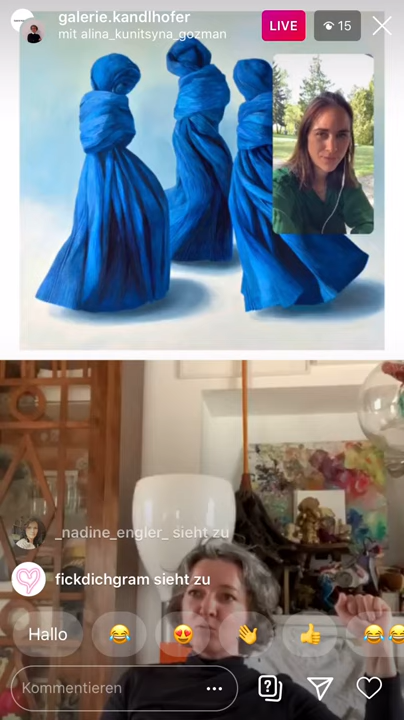 galerie.kandlhofer
mit alina_kunitsyna_gozman
LIVE
15
_nadine_engler_ sieht zu
fickdichgram sieht zu
Hallo
Kommentieren